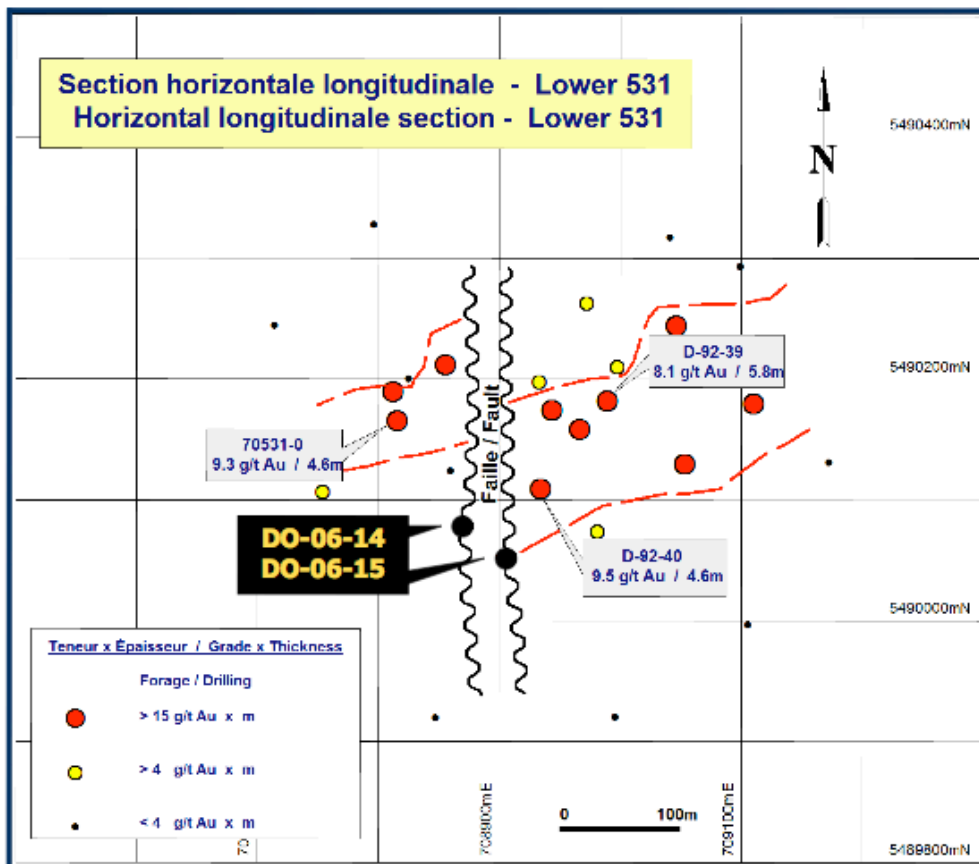 Section horizontale longitudinale - Lower 531
Horizontal longitudinale section - Lower 531
5490400mN
N
D-92-39
8.1 g/t Au / 5.8m
5490200mN
Faille / Fault
70531-0
9.3 g/t Au / 4.6m
DO-06-14
DO-06-15
D-92-40
9.5 g/t Au / 4.6m
5490000mN
Teneur x Épaisseur / Grade x Thickness
Forage / Drilling
> 15 g/t Au x m
> 4 g/t Au x m
< 4 g/t Au x m
708900mE
709100mE
0 100m
5489800mN